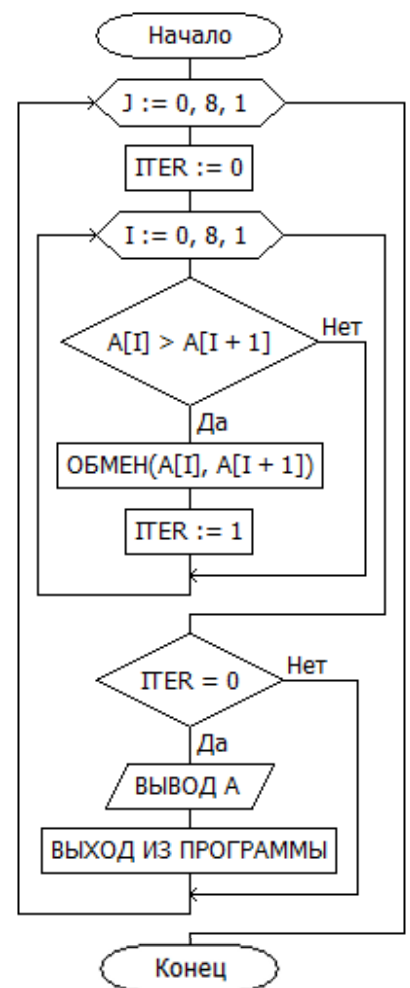 Начало
J := 0, 8, 1
ITER := 0
I := 0, 8, 1
A[I] > A[I + 1]
Нет
Да
ОБМЕН(A[I], A[I + 1])
ITER := 1
ITER = 0
Нет
Да
ВЫВОД А
ВЫХОД ИЗ ПРОГРАММЫ
Конец